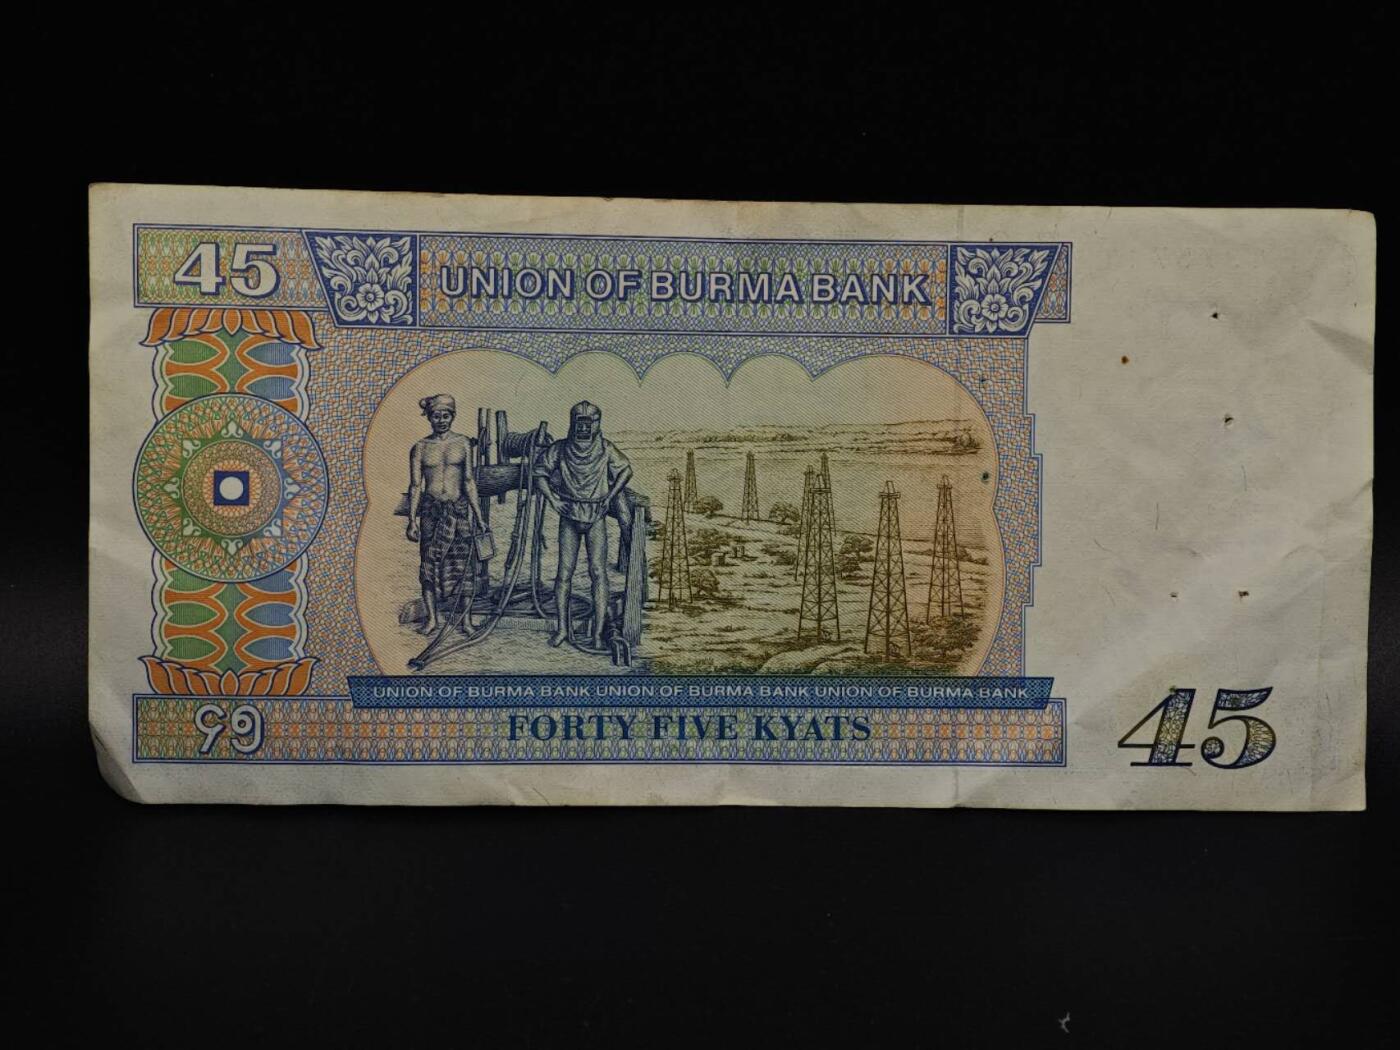 45
UNION OF BURMA BANK
UNION OF BURMA BANK UNION OF BURMA BANK UNION OF BURMA BANK
၄၅
FORTY FIVE KYATS
45